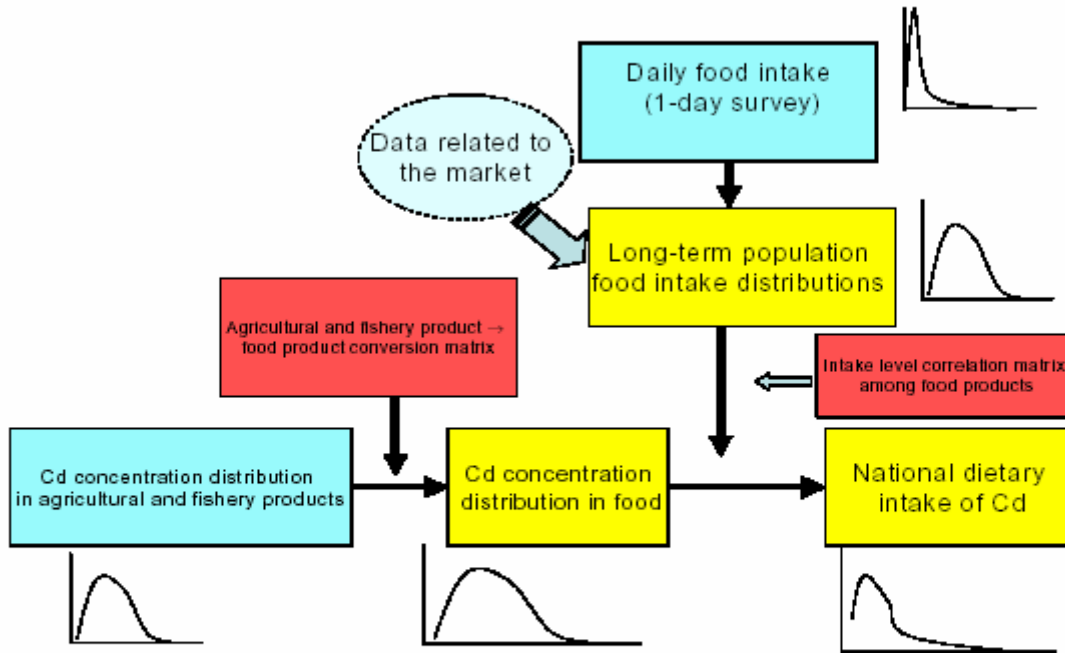 Daily food intake
(1-day survey)
Data related to
the market
Long-term population
food intake distributions
Agricultural and fishery product →
food product conversion matrix
Intake level correlation matrix
among food products
Cd concentration distribution
in agricultural and fishery products
Cd concentration
distribution in food
National dietary
intake of Cd